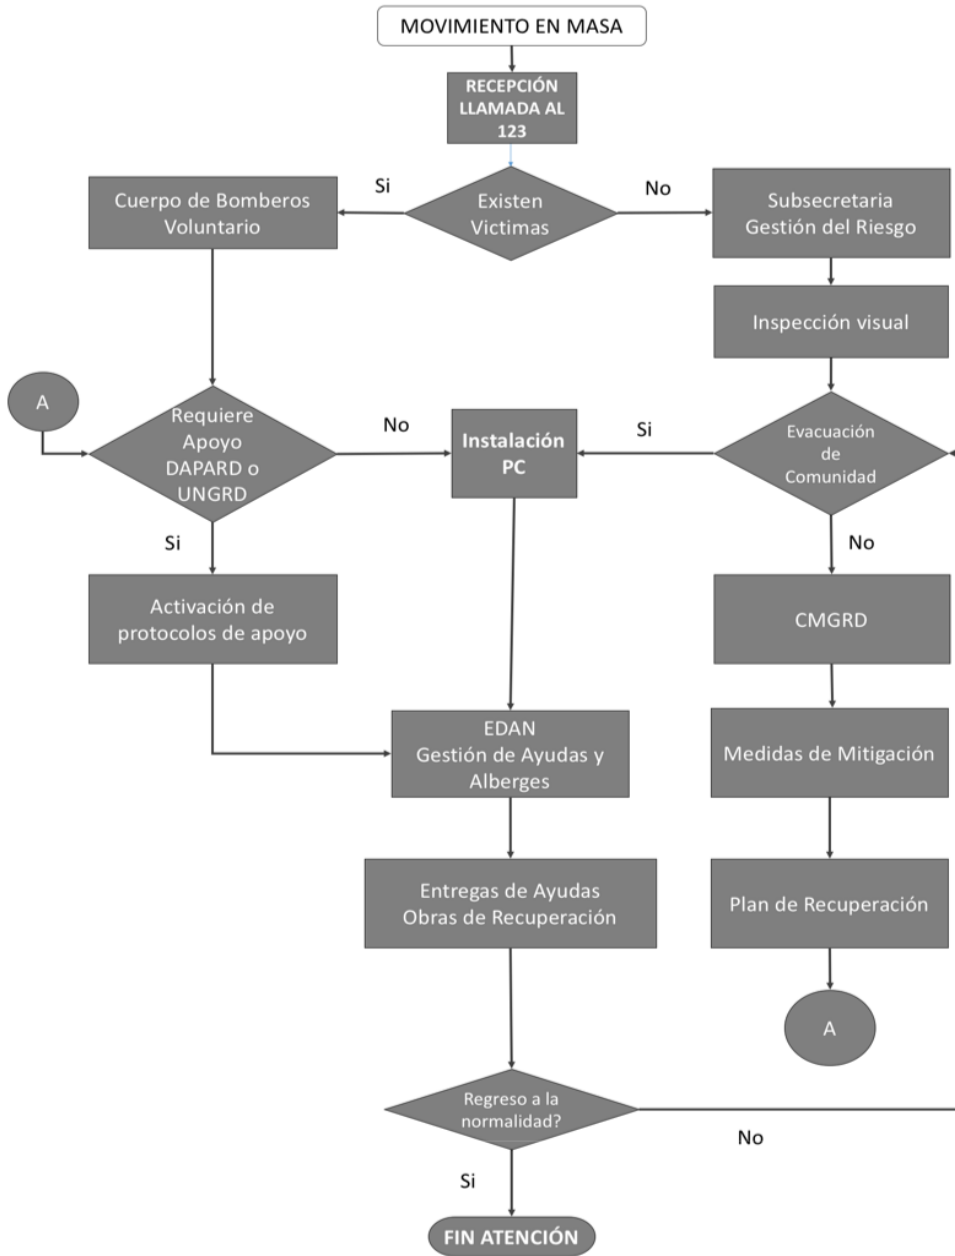 MOVIMIENTO EN MASA
RECEPCIÓN
LLAMADA AL
123
Si
Existen
Victimas
No
Cuerpo de Bomberos
Voluntario
Subsecretaria
Gestión del Riesgo
Inspección visual
A
Requiere
Apoyo
DAPARD o
UNGRD
No
Instalación
PC
Si
Evacuación
de
Comunidad
Si
No
Activación de
protocolos de apoyo
CMGRD
EDAN
Gestión de Ayudas y
Alberges
Medidas de Mitigación
Entregas de Ayudas
Obras de Recuperación
Plan de Recuperación
A
Regreso a la
normalidad?
No
Si
FIN ATENCIÓN